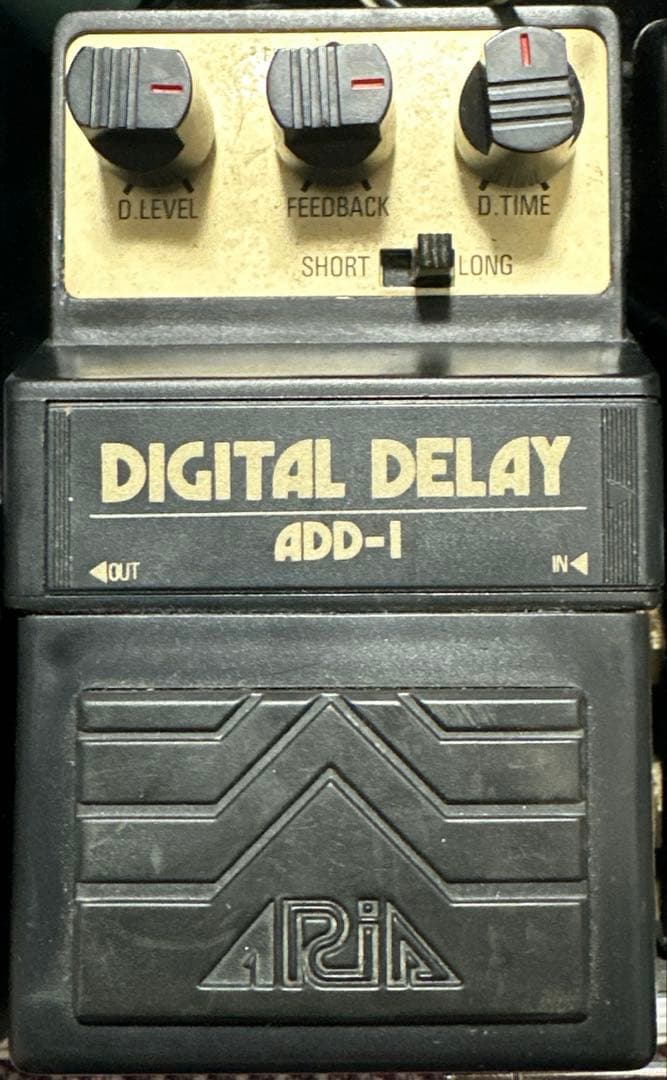 D.LEVEL FEEDBACK D.TIME
SHORT LONG
DIGITAL DELAY
ADD-1
OUT IN
ARIA